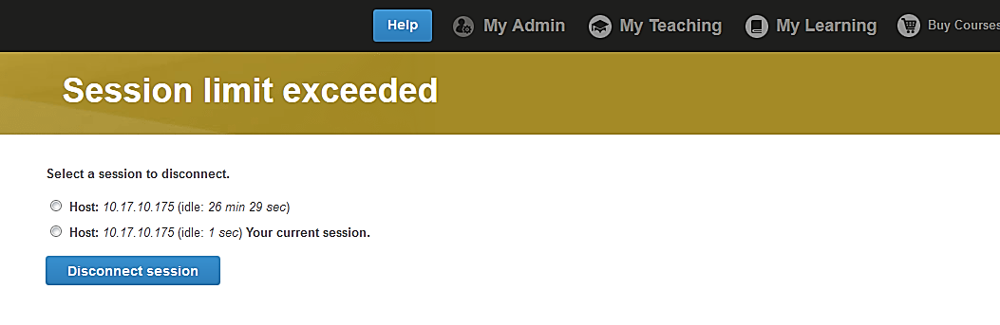 Help My Admin My Teaching My Learning Buy Courses
Session limit exceeded
Select a session to disconnect.
Host: 10.17.10.175 (idle: 26 min 29 sec)
Host: 10.17.10.175 (idle: 1 sec) Your current session.
Disconnect session